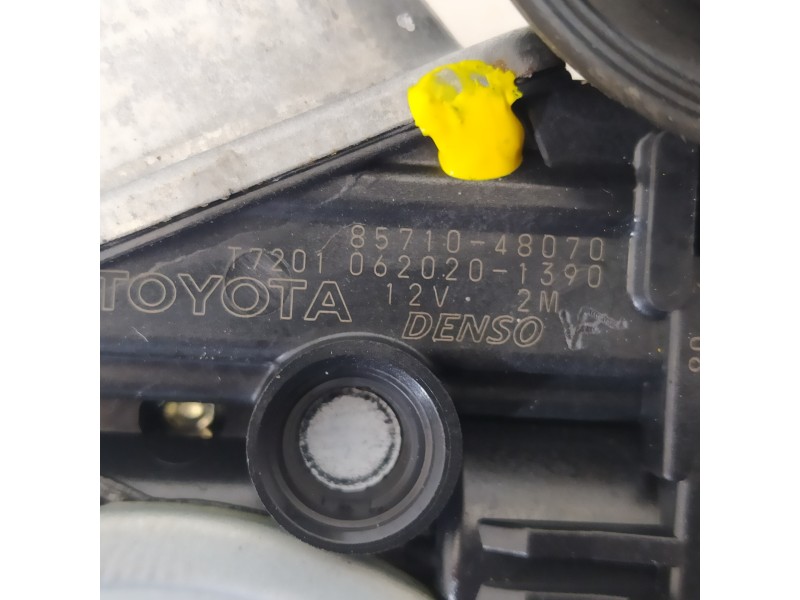 85710-48070
T7201 062020-1390
TOYOTA 12V. 2M
DENSO